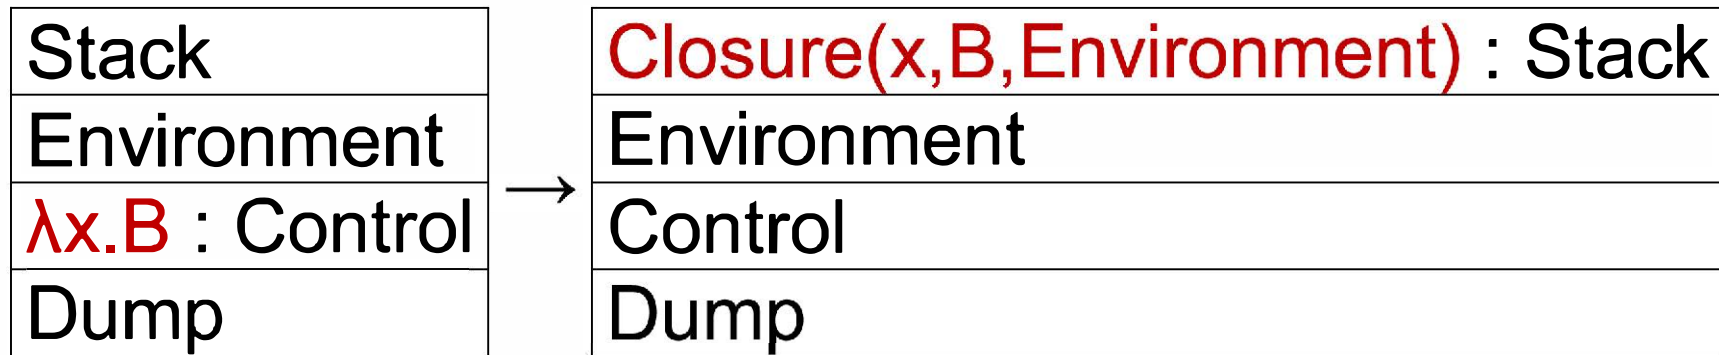 Stack
Environment
λx.B : Control
Dump
→
Closure(x,B,Environment) : Stack
Environment
Control
Dump